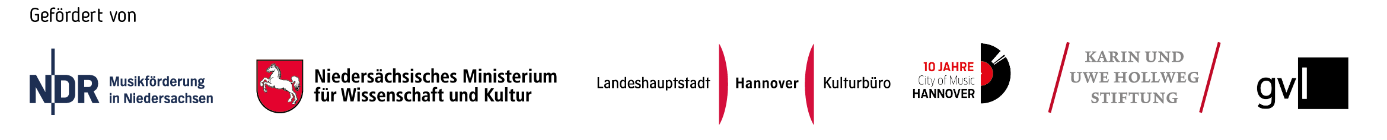 Gefördert von
NDR Musikförderung
in Niedersachsen
Niedersächsisches Ministerium
für Wissenschaft und Kultur
Landeshauptstadt Hannover Kulturbüro
10 JAHRE
City of Music
HANNOVER
KARIN UND
UWE HOLLWEG
STIFTUNG
gvl